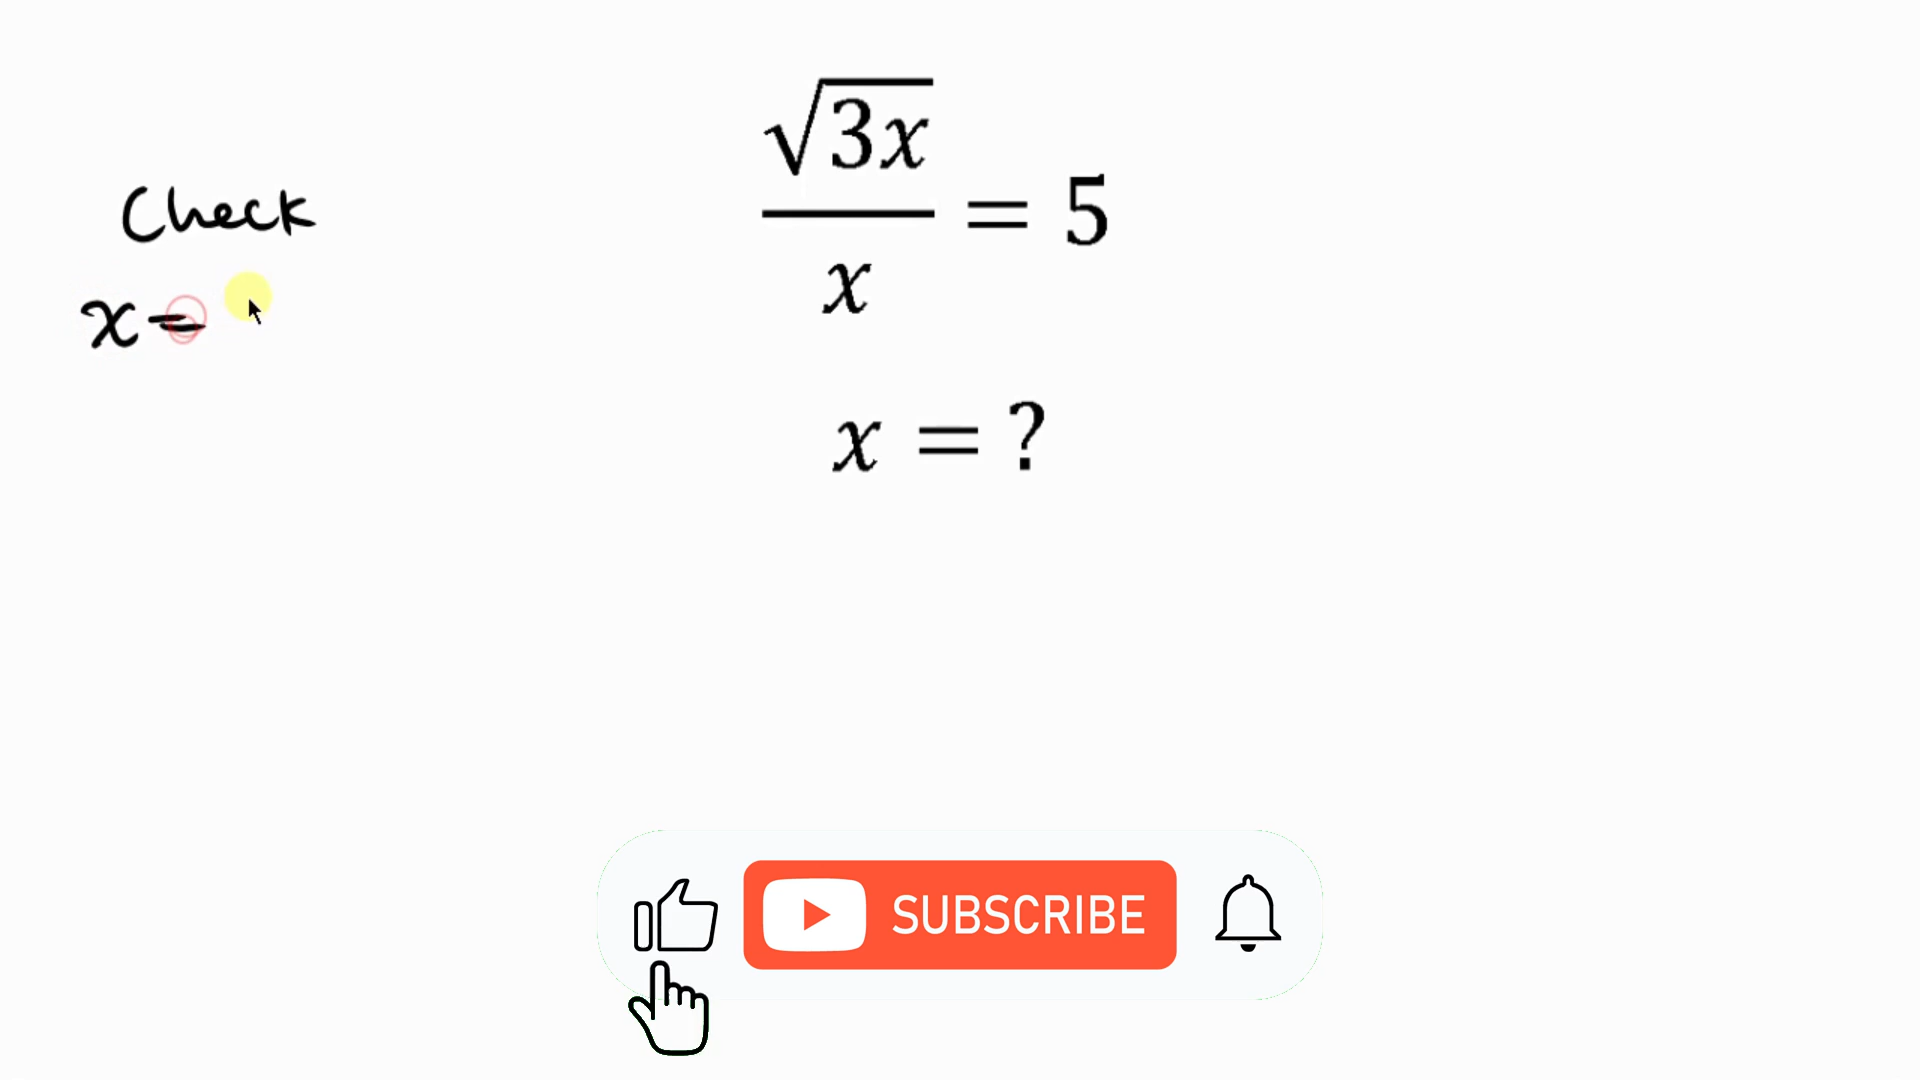 √3x / x = 5
Check
x=
x = ?
SUBSCRIBE